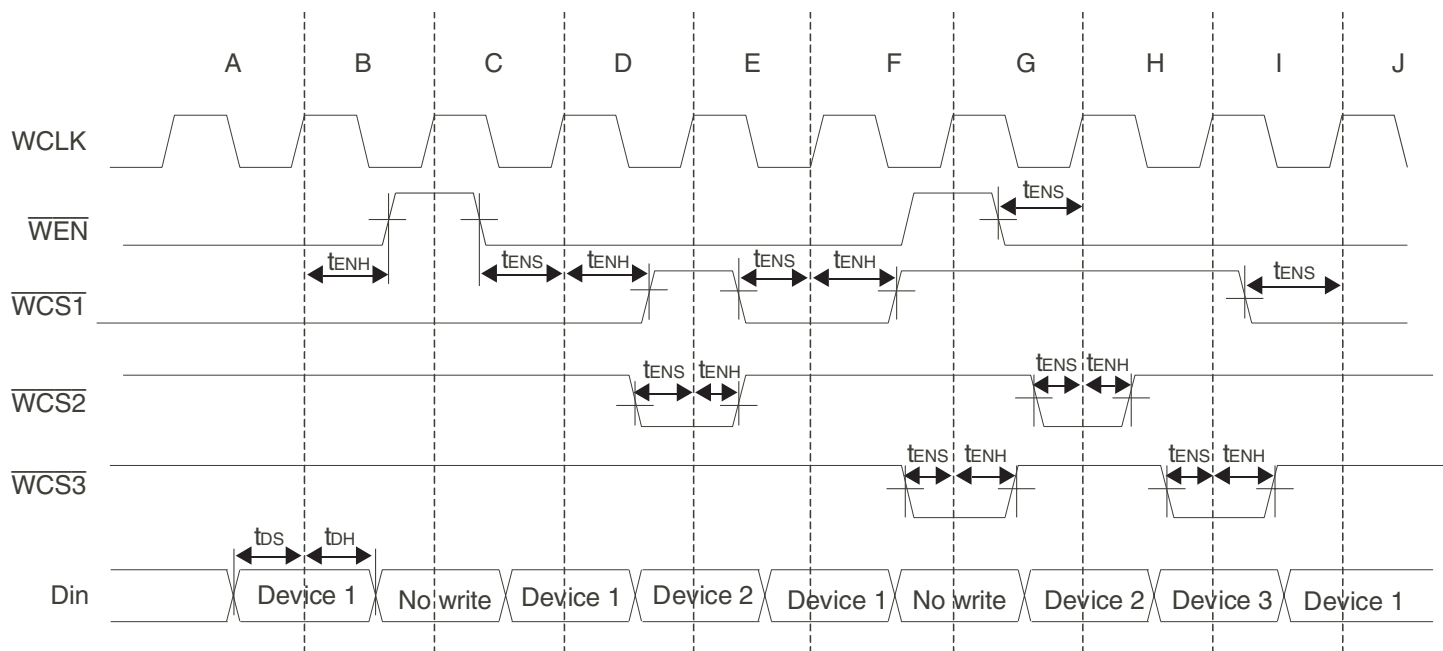 A B C D E F G H I J
WCLK
WEN
tENS
tENH tENS tENH tENS tENH tENS
WCS1
tENS tENH tENS tENH
WCS2
tENS tENH tENS tENH
WCS3
tDS tDH
Din Device 1 No write Device 1 Device 2 Device 1 No write Device 2 Device 3 Device 1